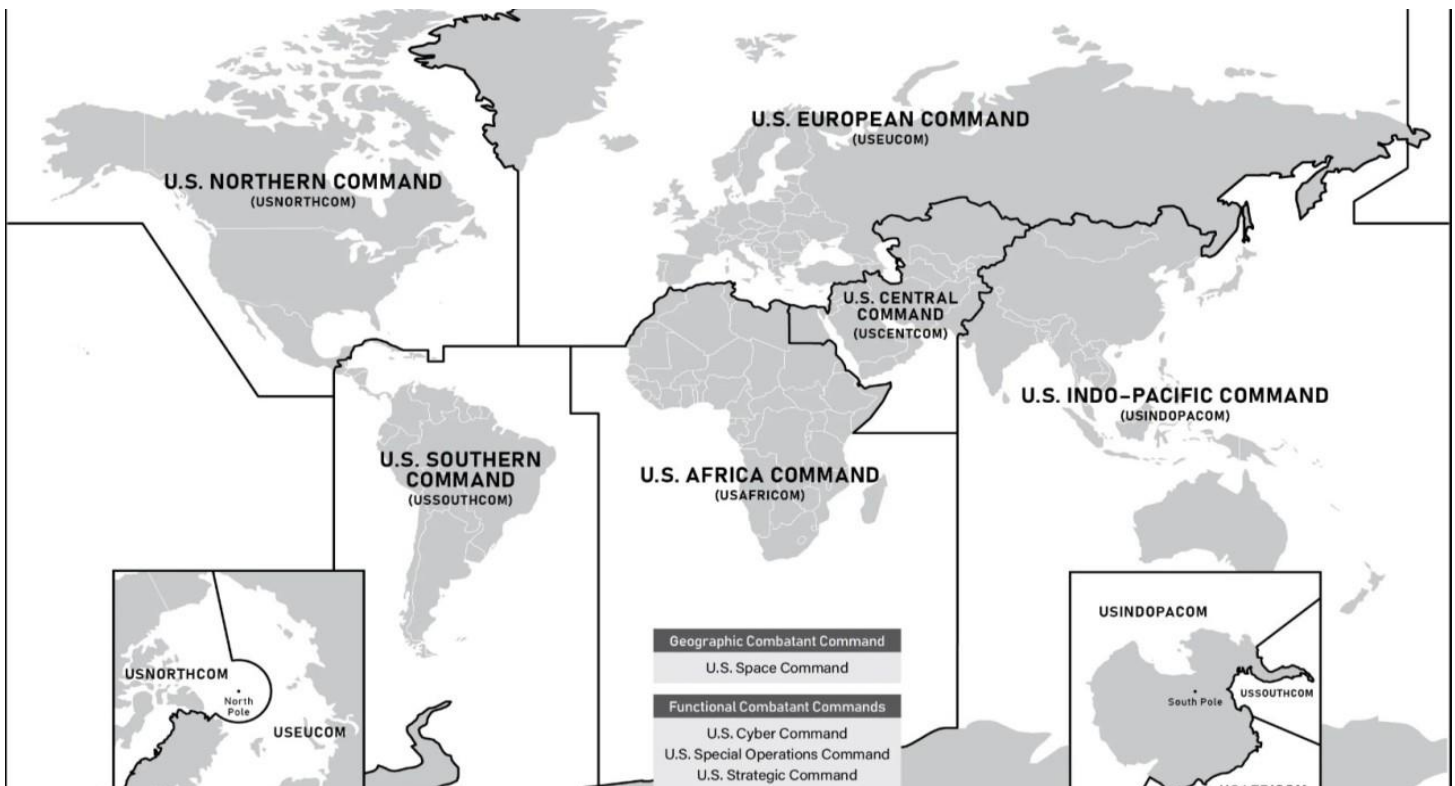 U.S. EUROPEAN COMMAND
(USEUCOM)
U.S. NORTHERN COMMAND
(USNORTHCOM)
U.S. CENTRAL
COMMAND
(USCENTCOM)
U.S. INDO-PACIFIC COMMAND
(USINDOPACOM)
U.S. SOUTHERN
COMMAND
(USSOUTHCOM)
U.S. AFRICA COMMAND
(USAFRICOM)
USNORTHCOM
North
Pole
USEUCOM
Geographic Combatant Command
U.S. Space Command
Functional Combatant Commands
U.S. Cyber Command
U.S. Special Operations Command
U.S. Strategic Command
USINDOPACOM
South Pole
USSOUTHCOM